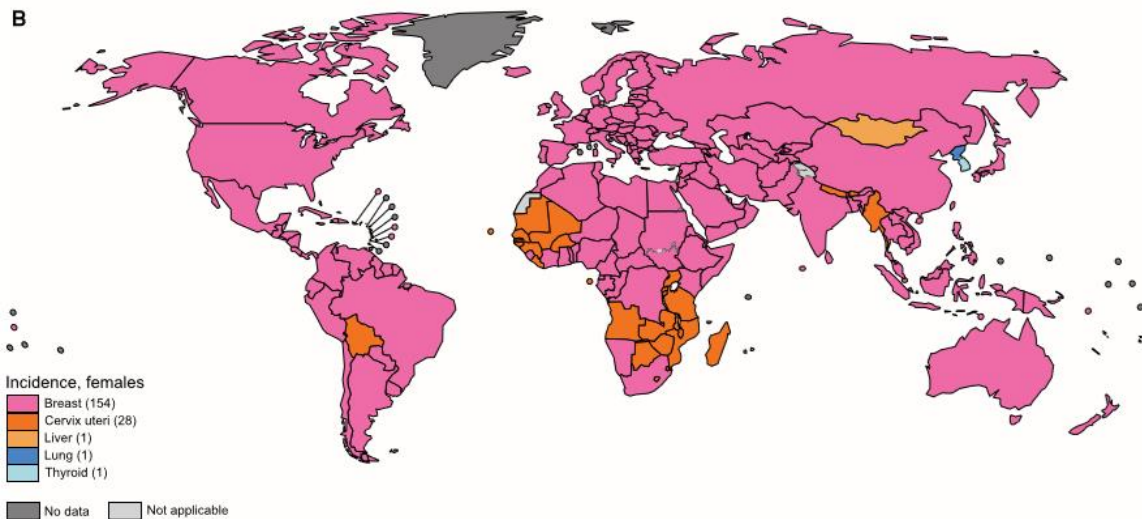 B
Incidence, females
Breast (154)
Cervix uteri (28)
Liver (1)
Lung (1)
Thyroid (1)
No data Not applicable